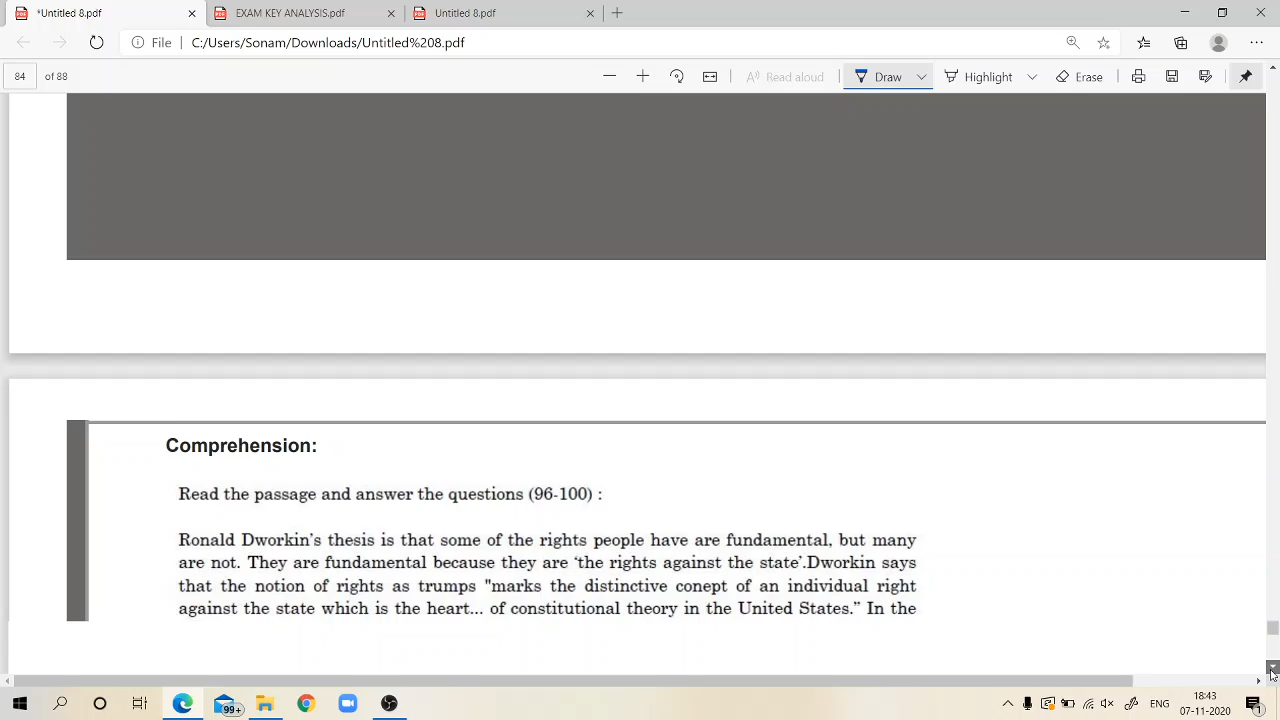 *Untitled 8.pdf
EXAM KEY ANALYSIS.pdf
Untitled 8.pdf
File
C:/Users/Sonam/Downloads/Untitled%208.pdf
84 of 88
Read aloud
Draw
Highlight
Erase
Comprehension:
Read the passage and answer the questions (96-100) :
Ronald Dworkin's thesis is that some of the rights people have are fundamental, but many
are not. They are fundamental because they are 'the rights against the state'.Dworkin says
that the notion of rights as trumps "marks the distinctive conept of an individual right
against the state which is the heart... of constitutional theory in the United States." In the
99+
ENG
18:43
07-11-2020
1